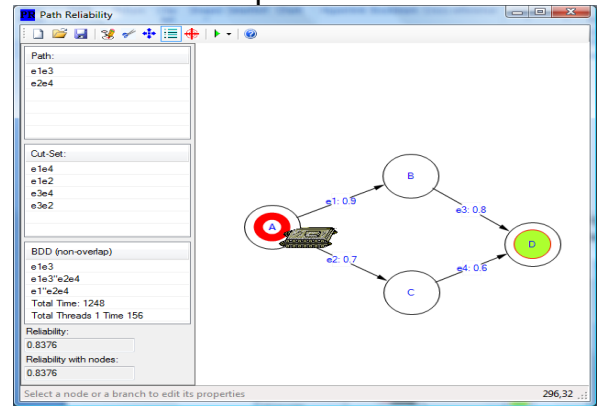 Path Reliability
Path:
e1e3
e2e4
Cut-Set:
e1e4
e1e2
e3e4
e3e2
BDD (non-overlap)
e1e3
e1e3"e2e4
e1"e2e4
Total Time: 1248
Total Threads 1 Time 156
Reliability:
0.8376
Reliability with nodes:
0.8376
B
e1: 0.9
e3: 0.8
A
D
e2: 0.7
e4: 0.6
C
Select a node or a branch to edit its properties
296,32